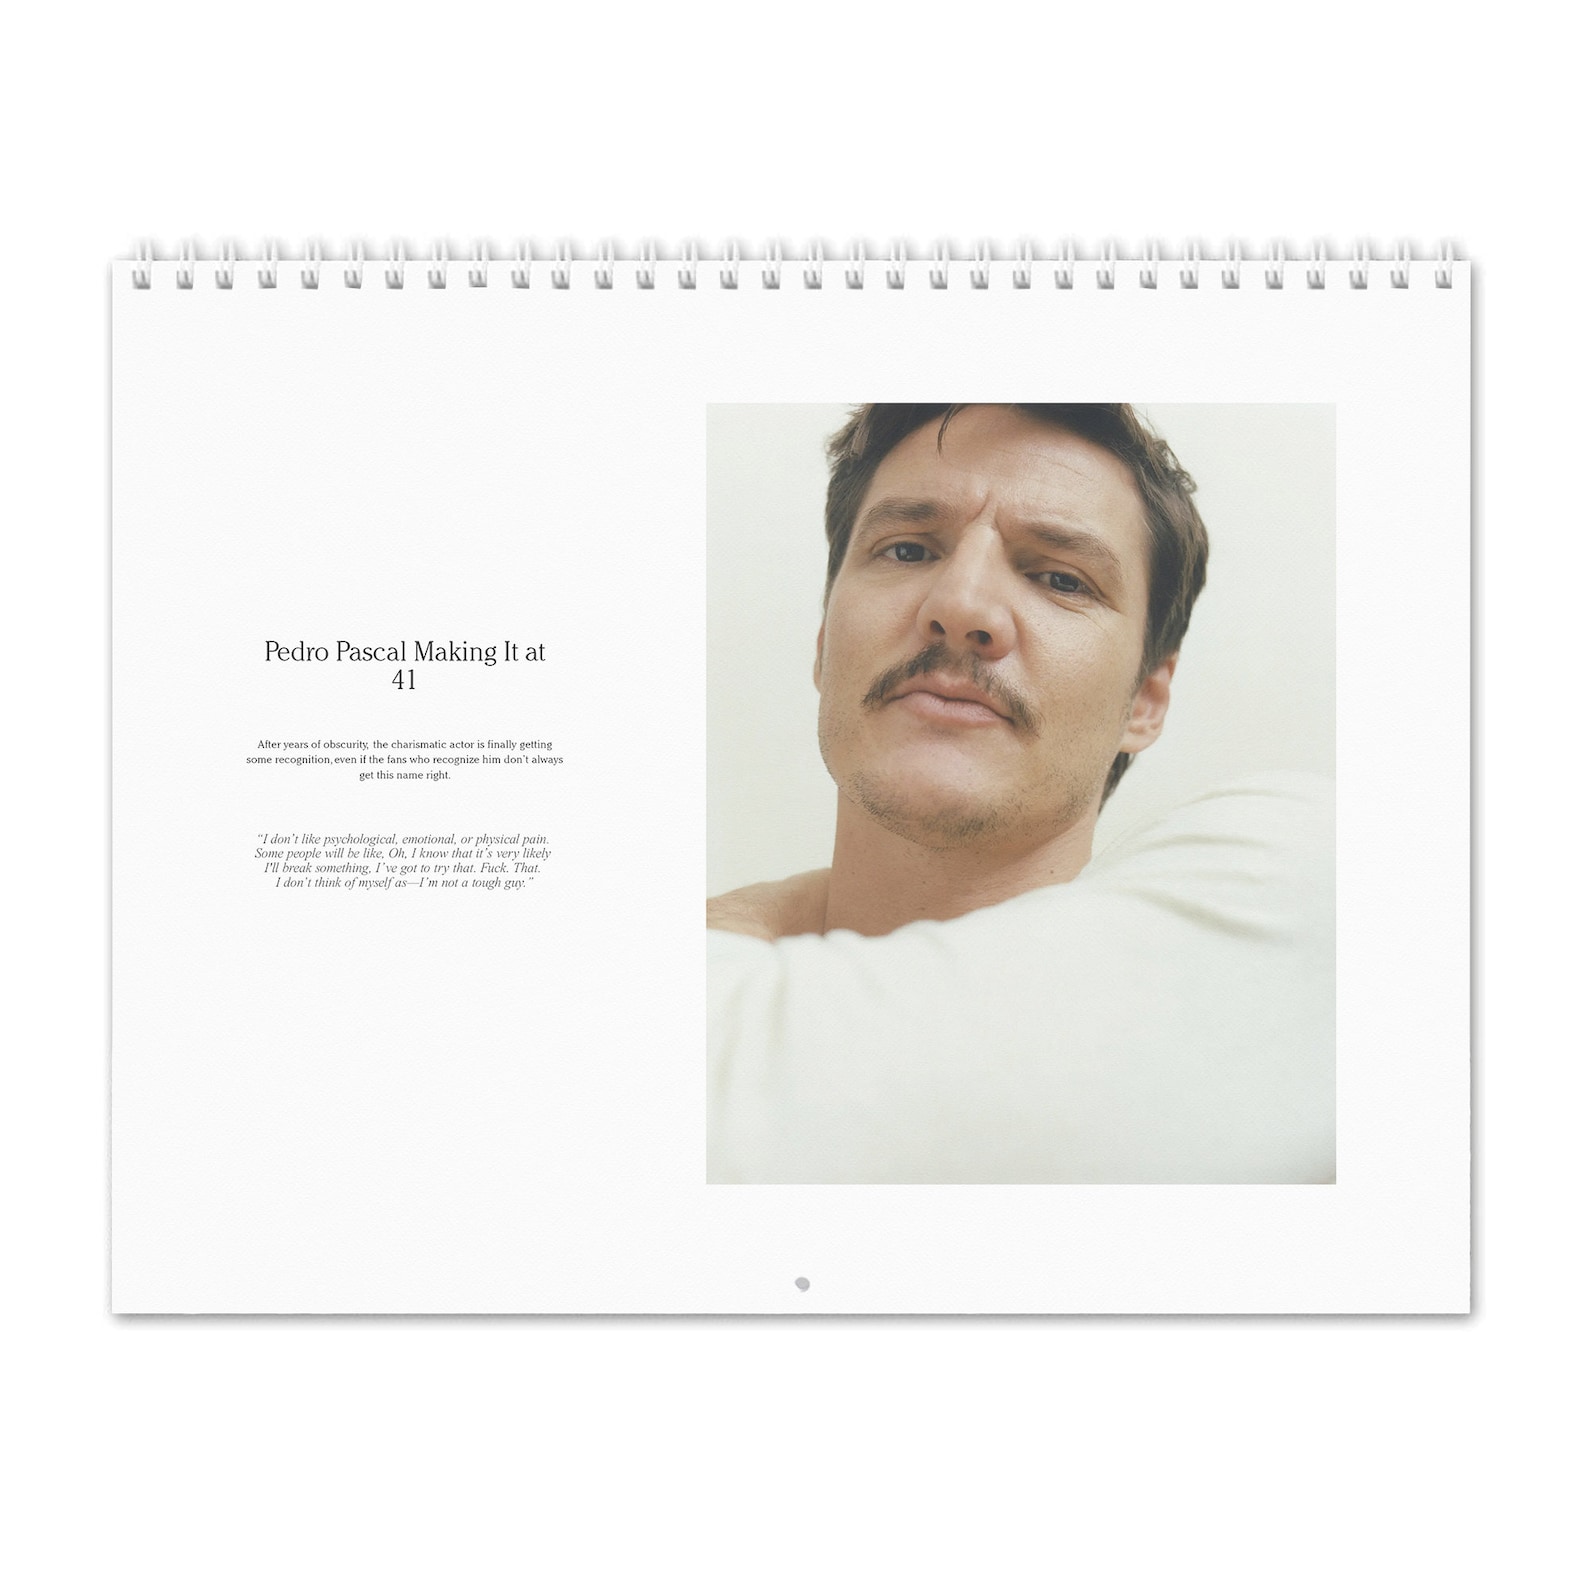 Pedro Pascal Making It at
41
After years of obscurity, the charismatic actor is finally getting
some recognition, even if the fans who recognize him don't always
get this name right.
“I don't like psychological, emotional, or physical pain.
Some people will be like, Oh, I know that it's very likely
I'll break something, I've got to try that. Fuck. That.
I don't think of myself as—I'm not a tough guy.”